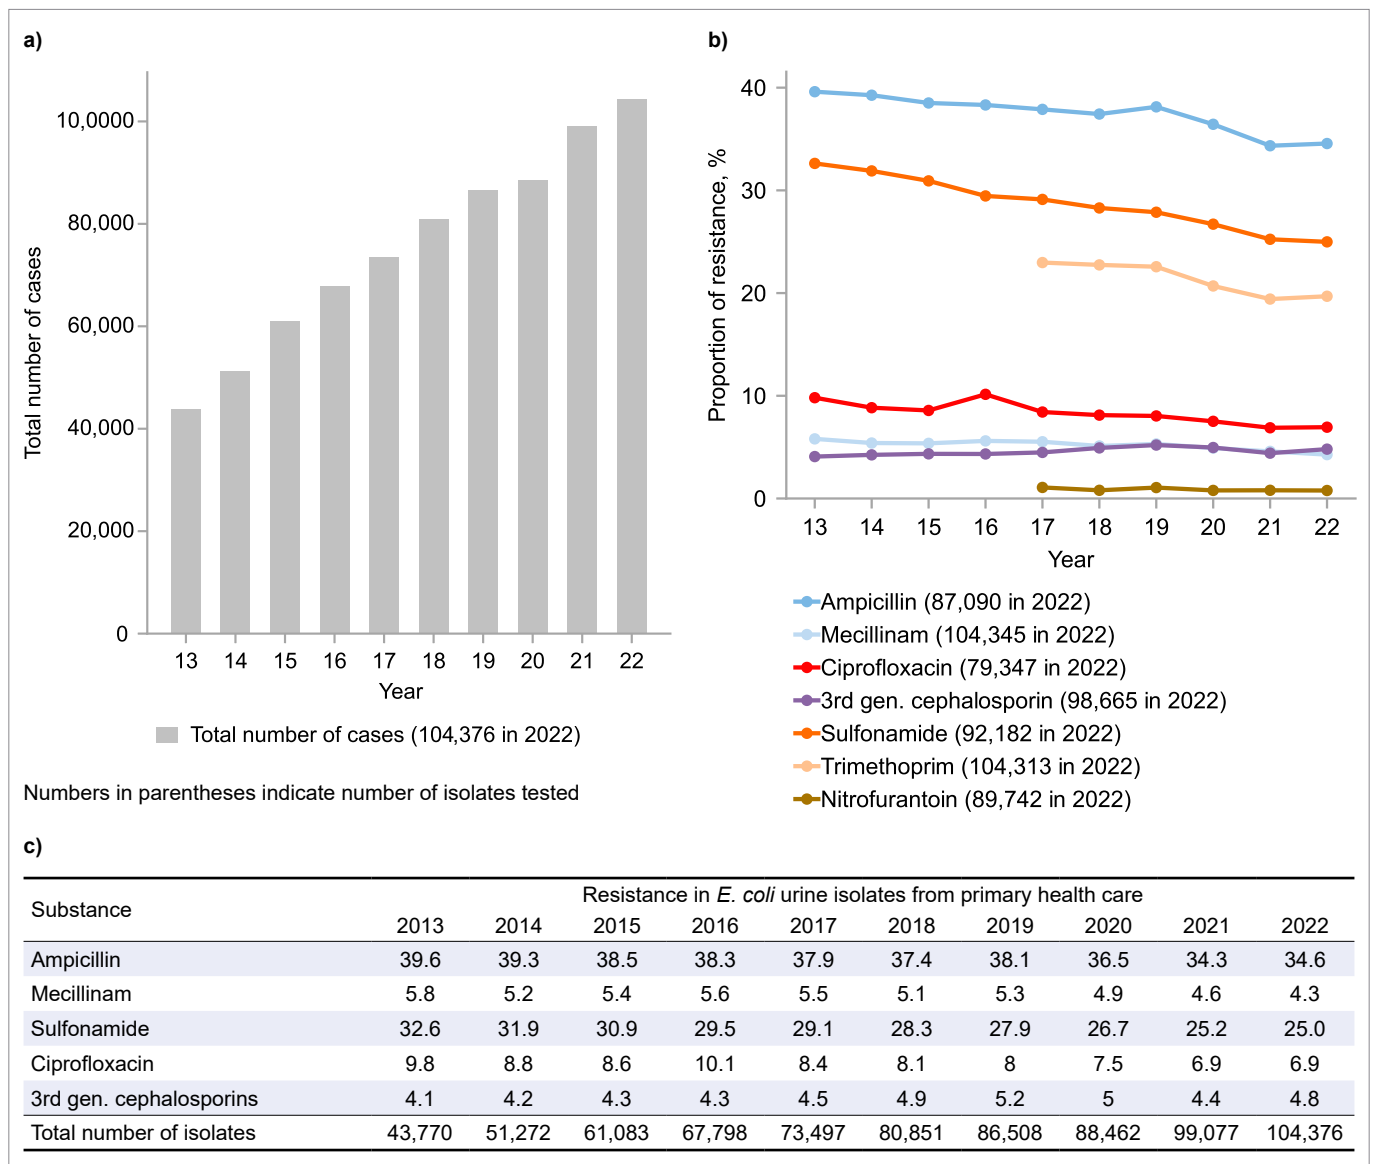 a)
10,0000
80,000
60,000
40,000
20,000
0
Total number of cases
13 14 15 16 17 18 19 20 21 22
Year
Total number of cases (104,376 in 2022)
Numbers in parentheses indicate number of isolates tested
b)
40
30
20
10
0
Proportion of resistance, %
13 14 15 16 17 18 19 20 21 22
Year
Ampicillin (87,090 in 2022)
Mecillinam (104,345 in 2022)
Ciprofloxacin (79,347 in 2022)
3rd gen. cephalosporin (98,665 in 2022)
Sulfonamide (92,182 in 2022)
Trimethoprim (104,313 in 2022)
Nitrofurantoin (89,742 in 2022)
c)
Substance
Resistance in E. coli urine isolates from primary health care
2013 2014 2015 2016 2017 2018 2019 2020 2021 2022
Ampicillin 39.6 39.3 38.5 38.3 37.9 37.4 38.1 36.5 34.3 34.6
Mecillinam 5.8 5.2 5.4 5.6 5.5 5.1 5.3 4.9 4.6 4.3
Sulfonamide 32.6 31.9 30.9 29.5 29.1 28.3 27.9 26.7 25.2 25.0
Ciprofloxacin 9.8 8.8 8.6 10.1 8.4 8.1 8 7.5 6.9 6.9
3rd gen. cephalosporins 4.1 4.2 4.3 4.3 4.5 4.9 5.2 5 4.4 4.8
Total number of isolates 43,770 51,272 61,083 67,798 73,497 80,851 86,508 88,462 99,077 104,376